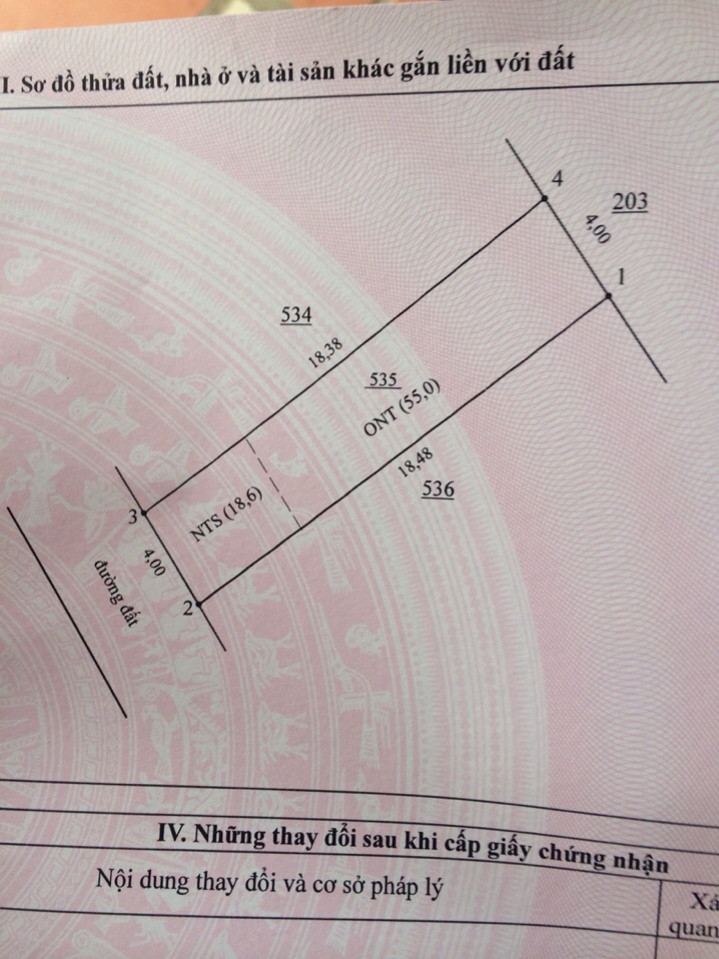 I. Sơ đồ thửa đất, nhà ở và tài sản khác gắn liền với đất
4
203
4,00
1
534
18,38
535
ONT (55,0)
18,48
536
NTS (18,6)
3
4,00
đường đất
2
IV. Những thay đổi sau khi cấp giấy chứng nhận
Nội dung thay đổi và cơ sở pháp lý
Xá
quan